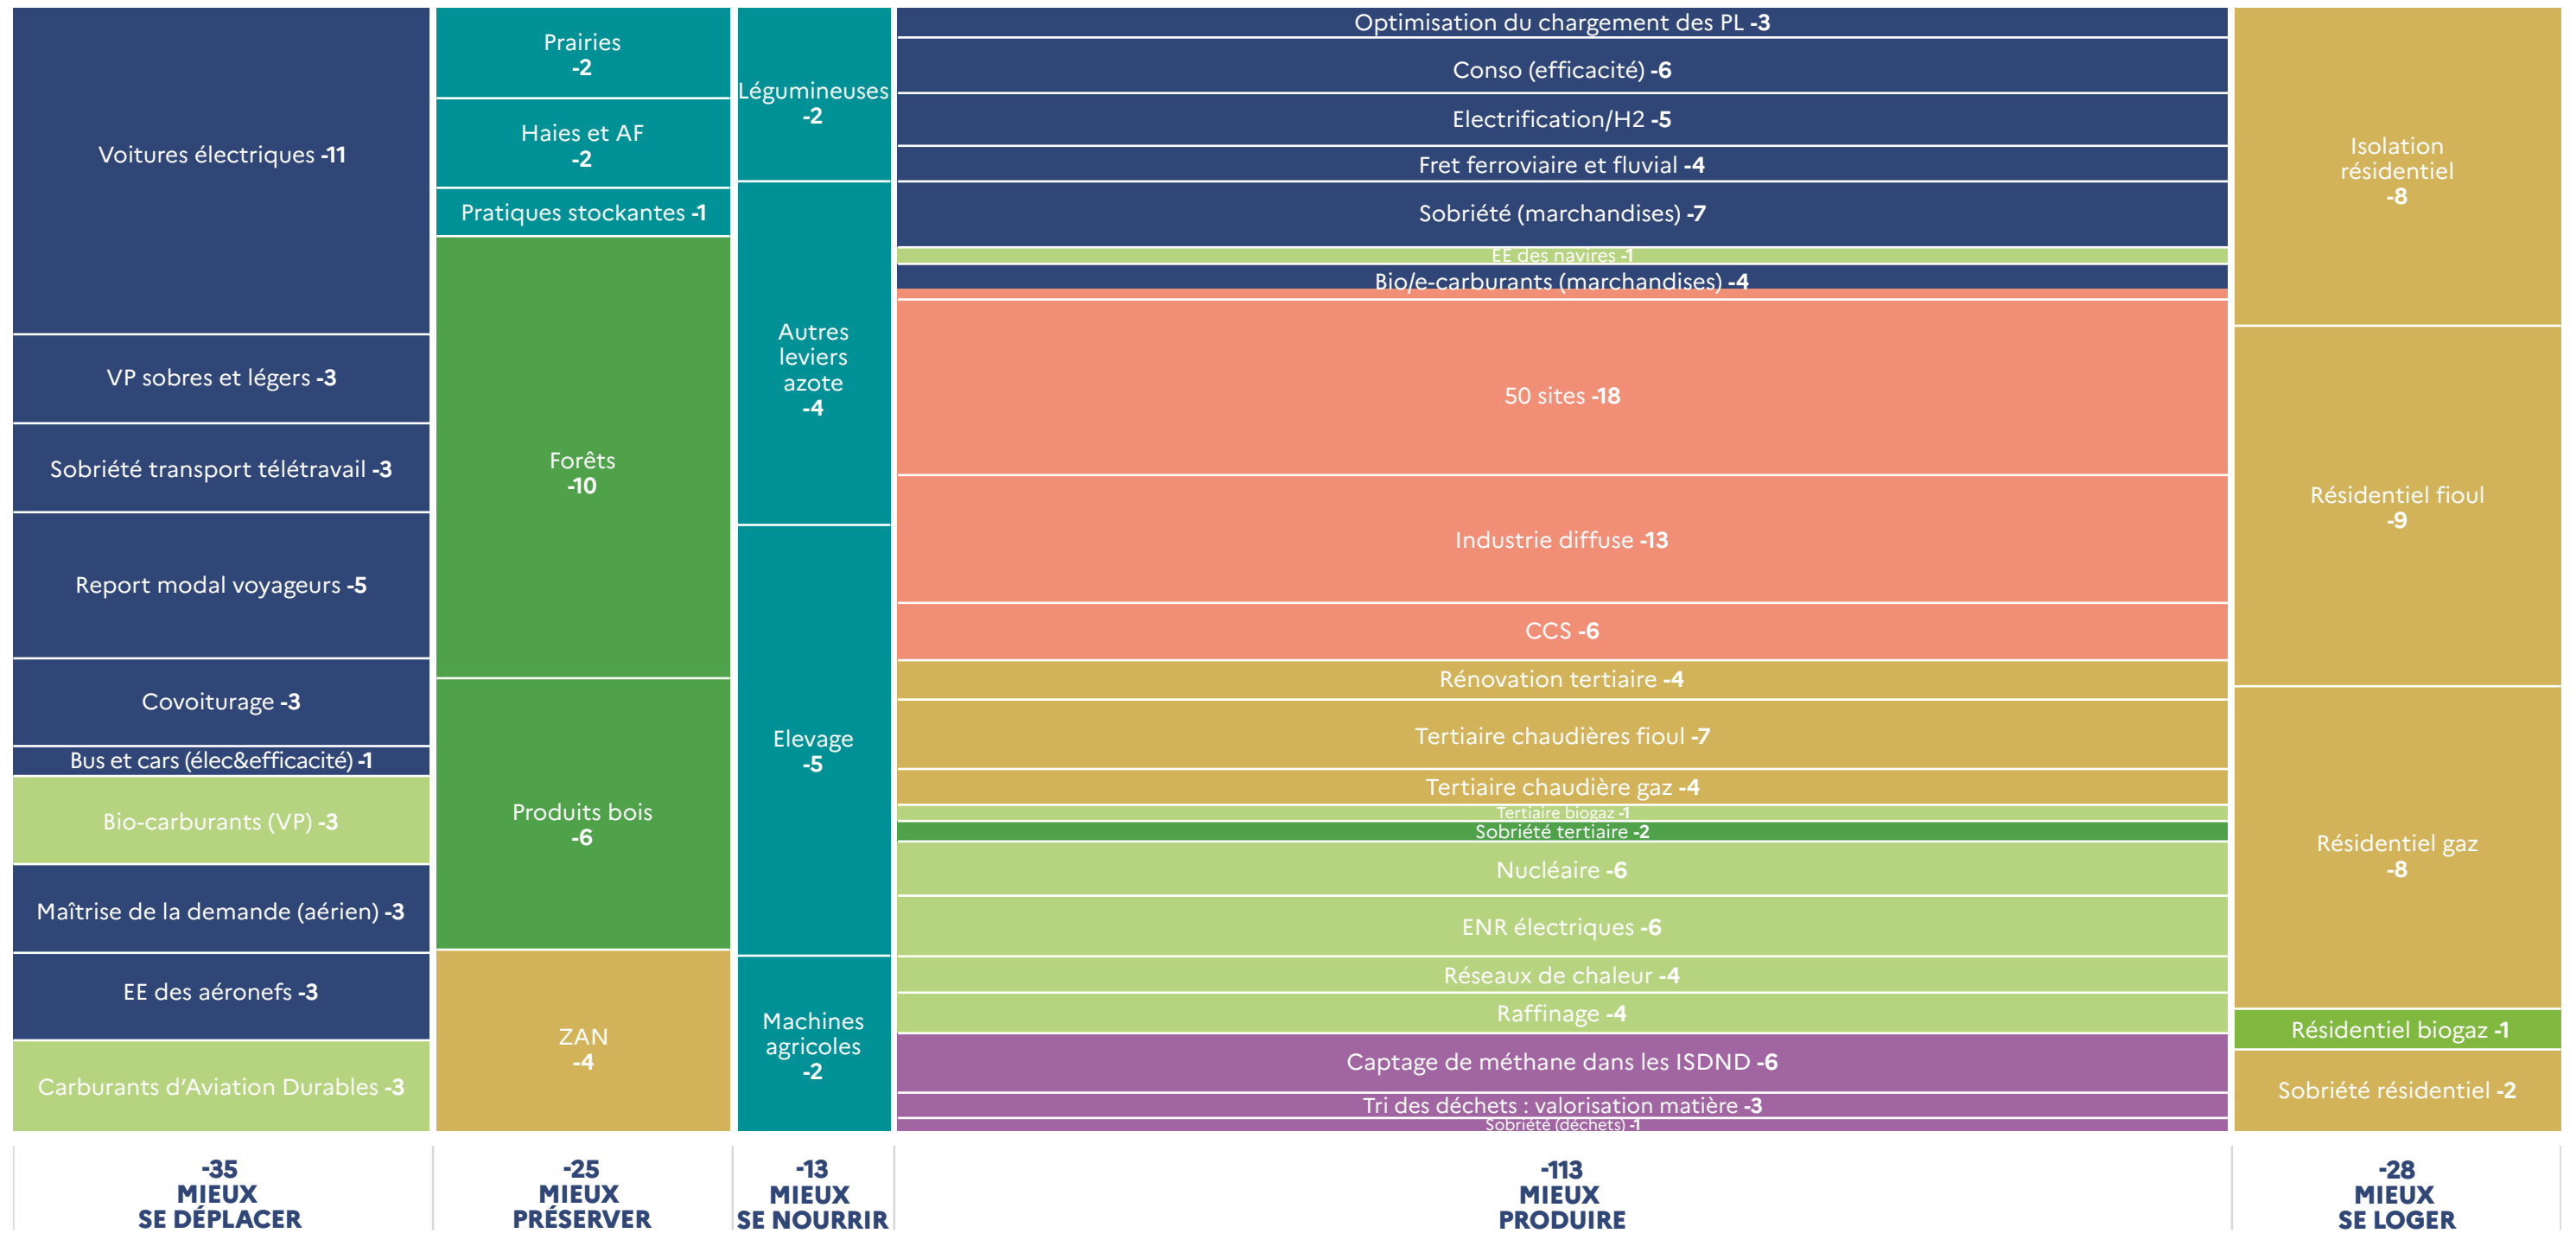 Voitures électriques -11
VP sobres et légers -3
Sobriété transport télétravail -3
Report modal voyageurs -5
Covoiturage -3
Bus et cars (élec&efficacité) -1
Bio-carburants (VP) -3
Maîtrise de la demande (aérien) -3
EE des aéronefs -3
Carburants d’Aviation Durables -3
-35
MIEUX
SE DÉPLACER
Prairies
-2
Haies et AF
-2
Pratiques stockantes -1
Forêts
-10
Produits bois
-6
ZAN
-4
-25
MIEUX
PRÉSERVER
Légumineuses
-2
Autres
leviers
azote
-4
Elevage
-5
Machines
agricoles
-2
-13
MIEUX
SE NOURRIR
Optimisation du chargement des PL -3
Conso (efficacité) -6
Electrification/H2 -5
Fret ferroviaire et fluvial -4
Sobriété (marchandises) -7
EE des navires -1
Bio/e-carburants (marchandises) -4
50 sites -18
Industrie diffuse -13
CCS -6
Rénovation tertiaire -4
Tertiaire chaudières fioul -7
Tertiaire chaudière gaz -4
Tertiaire biogaz -1
Sobriété tertiaire -2
Nucléaire -6
ENR électriques -6
Réseaux de chaleur -4
Raffinage -4
Captage de méthane dans les ISDND -6
Tri des déchets : valorisation matière -3
Sobriété (déchets) -1
-113
MIEUX
PRODUIRE
Isolation
résidentiel
-8
Résidentiel fioul
-9
Résidentiel gaz
-8
Résidentiel biogaz -1
Sobriété résidentiel -2
-28
MIEUX
SE LOGER